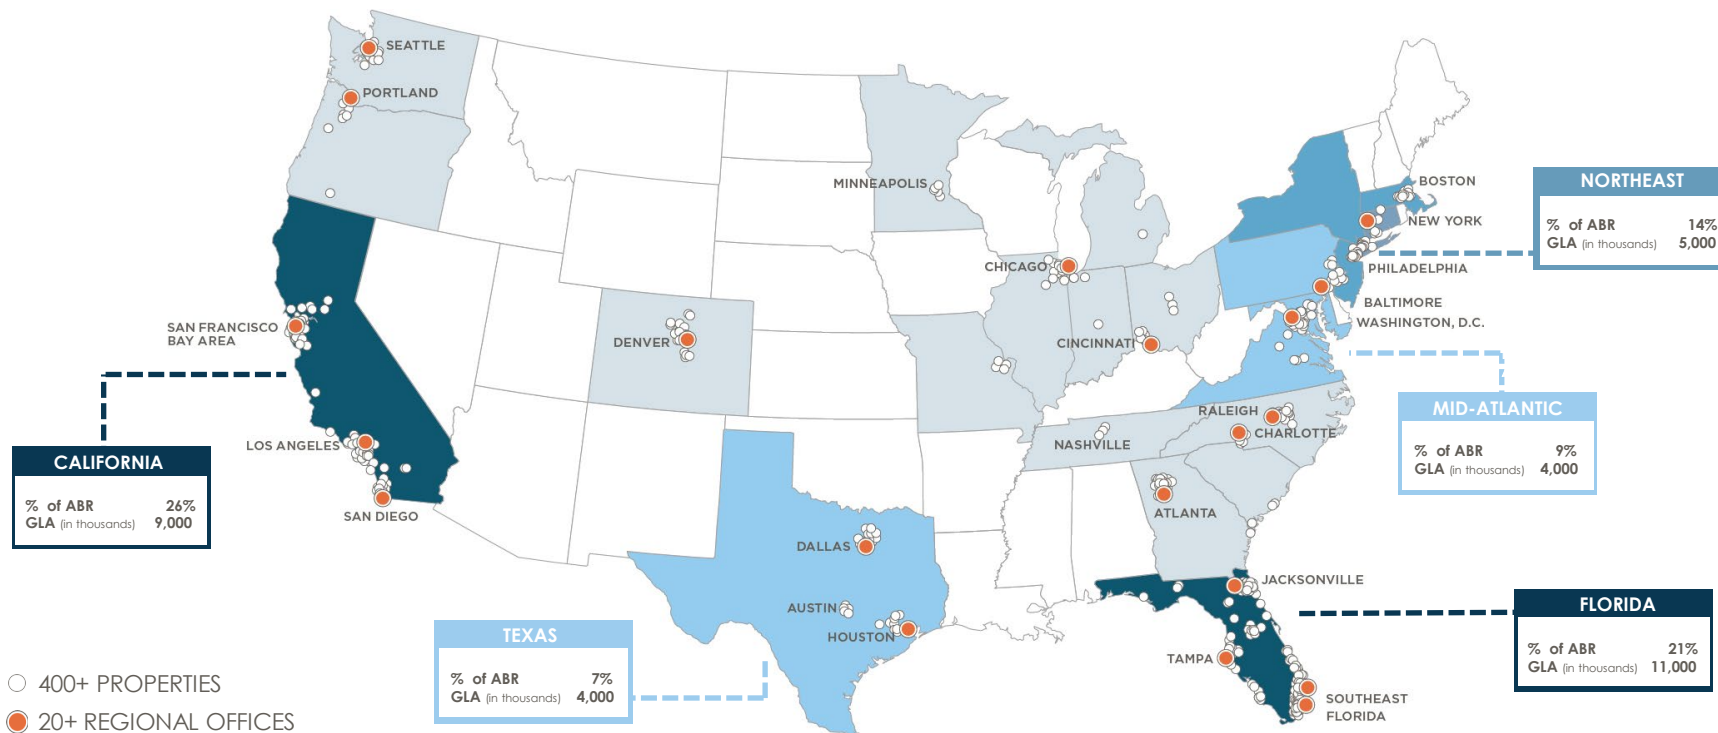 SEATTLE
PORTLAND
MINNEAPOLIS
BOSTON
NEW YORK
NORTHEAST
% of ABR 14%
GLA (in thousands) 5,000
CHICAGO
PHILADELPHIA
BALTIMORE
WASHINGTON, D.C.
SAN FRANCISCO
BAY AREA
DENVER
CINCINNATI
MID-ATLANTIC
% of ABR 9%
GLA (in thousands) 4,000
RALEIGH
CHARLOTTE
NASHVILLE
LOS ANGELES
CALIFORNIA
% of ABR 26%
GLA (in thousands) 9,000
SAN DIEGO
ATLANTA
DALLAS
AUSTIN
HOUSTON
JACKSONVILLE
FLORIDA
% of ABR 21%
GLA (in thousands) 11,000
TEXAS
% of ABR 7%
GLA (in thousands) 4,000
TAMPA
SOUTHEAST
FLORIDA
400+ PROPERTIES
20+ REGIONAL OFFICES